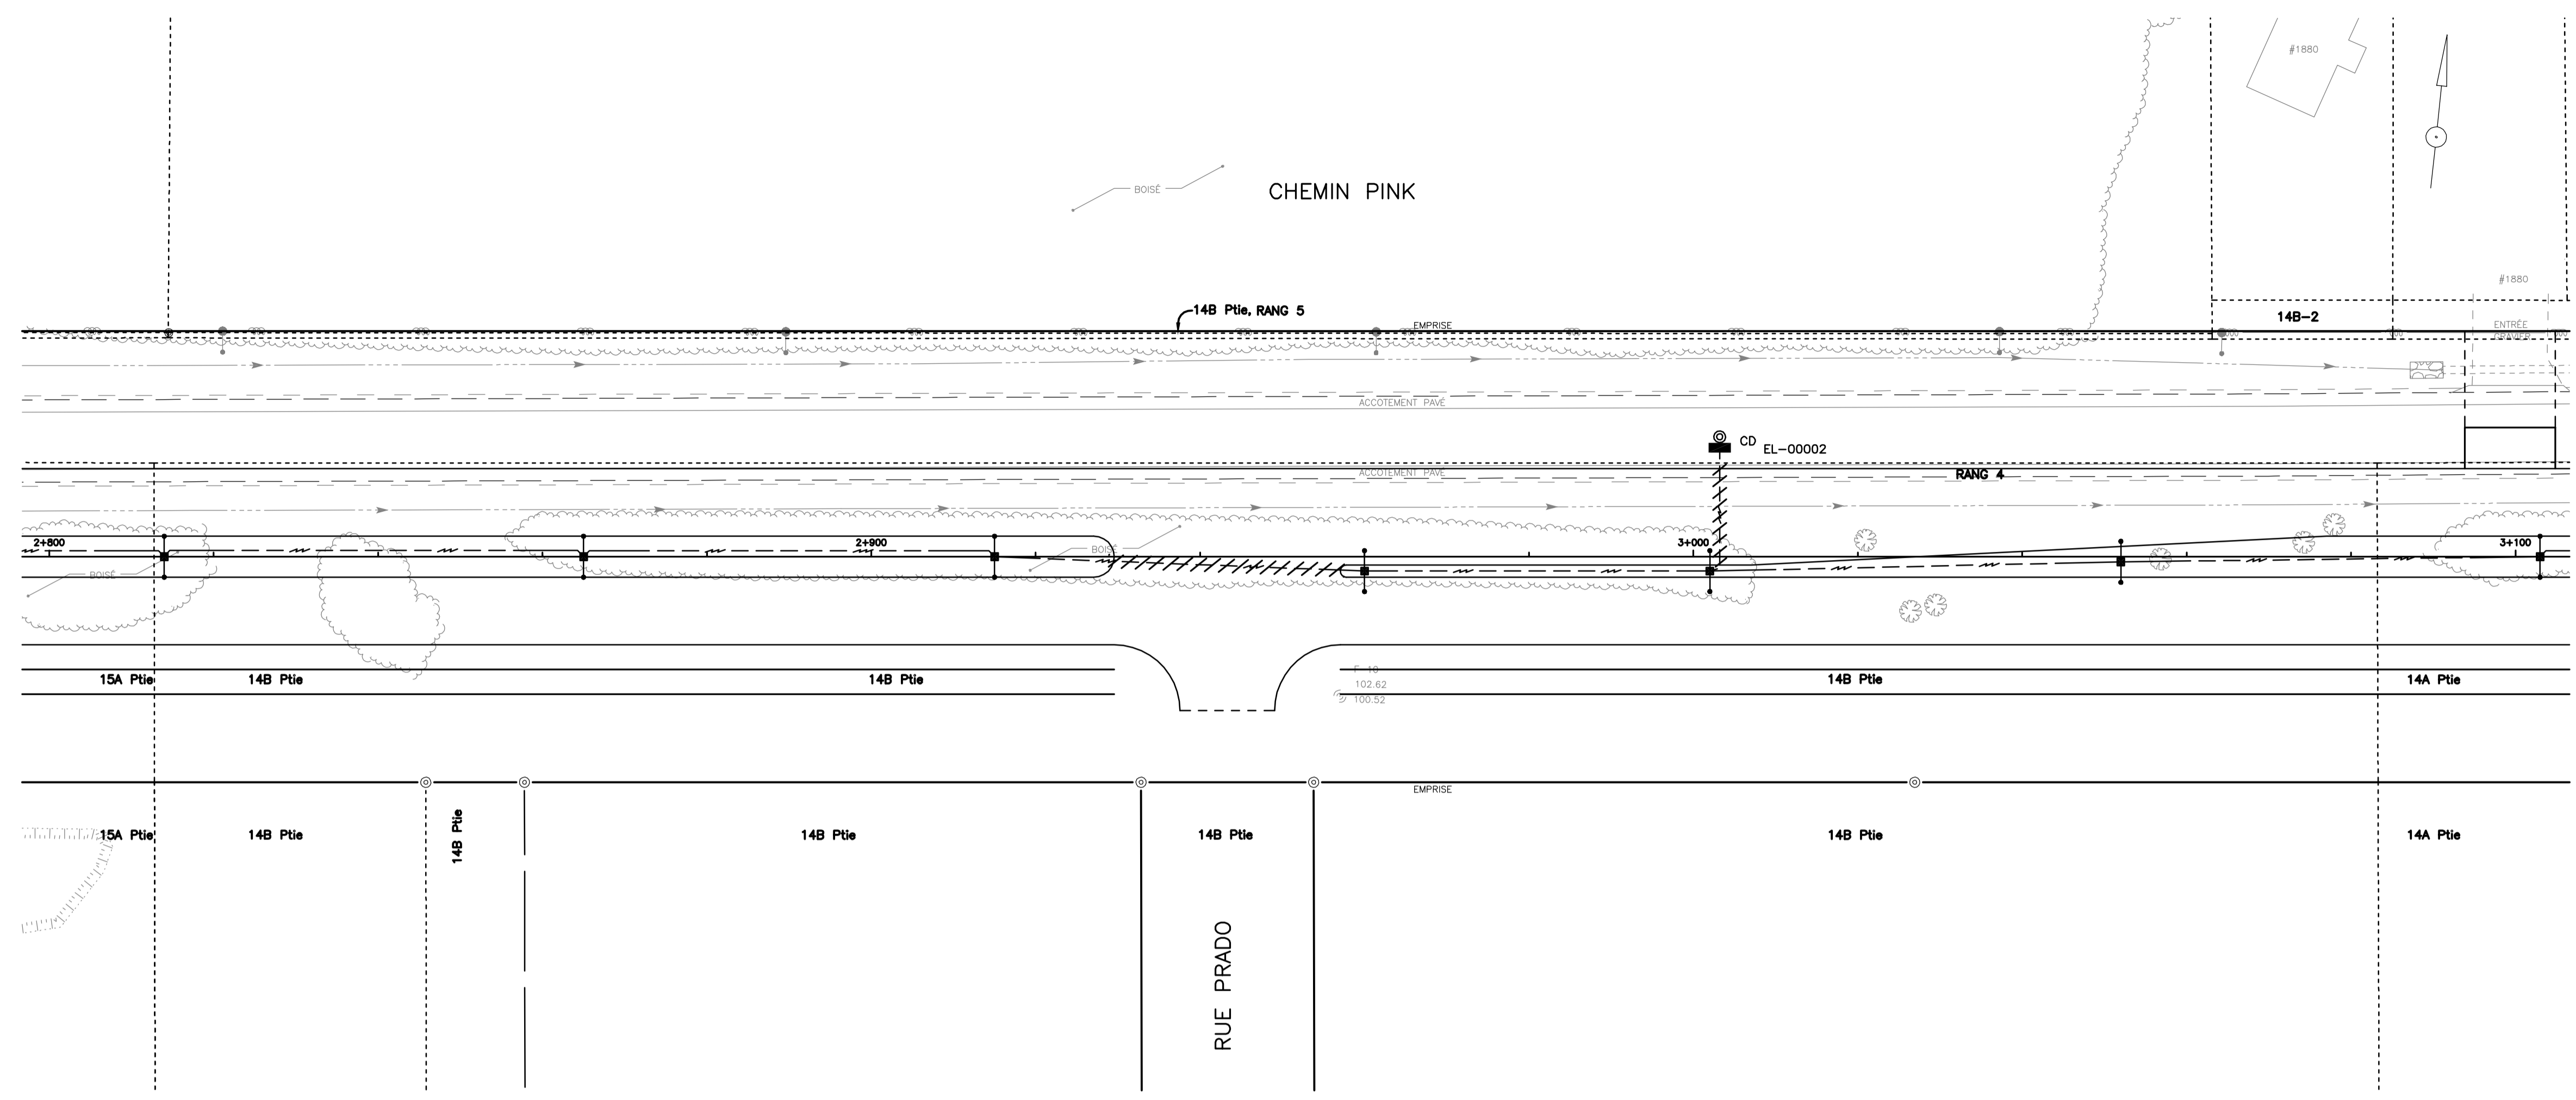 #1880
BOISÉ
CHEMIN PINK
#1880
14B Ptie, RANG 5
14B-2
EMPRISE
ENTRÉE
GRAVIER
ACCOTEMENT PAVÉ
CD
EL-00002
ACCOTEMENT PAVÉ
RANG 4
2+800
2+900
3+000
3+100
BOISÉ
BOISÉ
F-10
15A Ptie
14B Ptie
14B Ptie
102.62
14B Ptie
14A Ptie
100.52
EMPRISE
15A Ptie
14B Ptie
14B Ptie
14B Ptie
14B Ptie
14B Ptie
14A Ptie
RUE PRADO